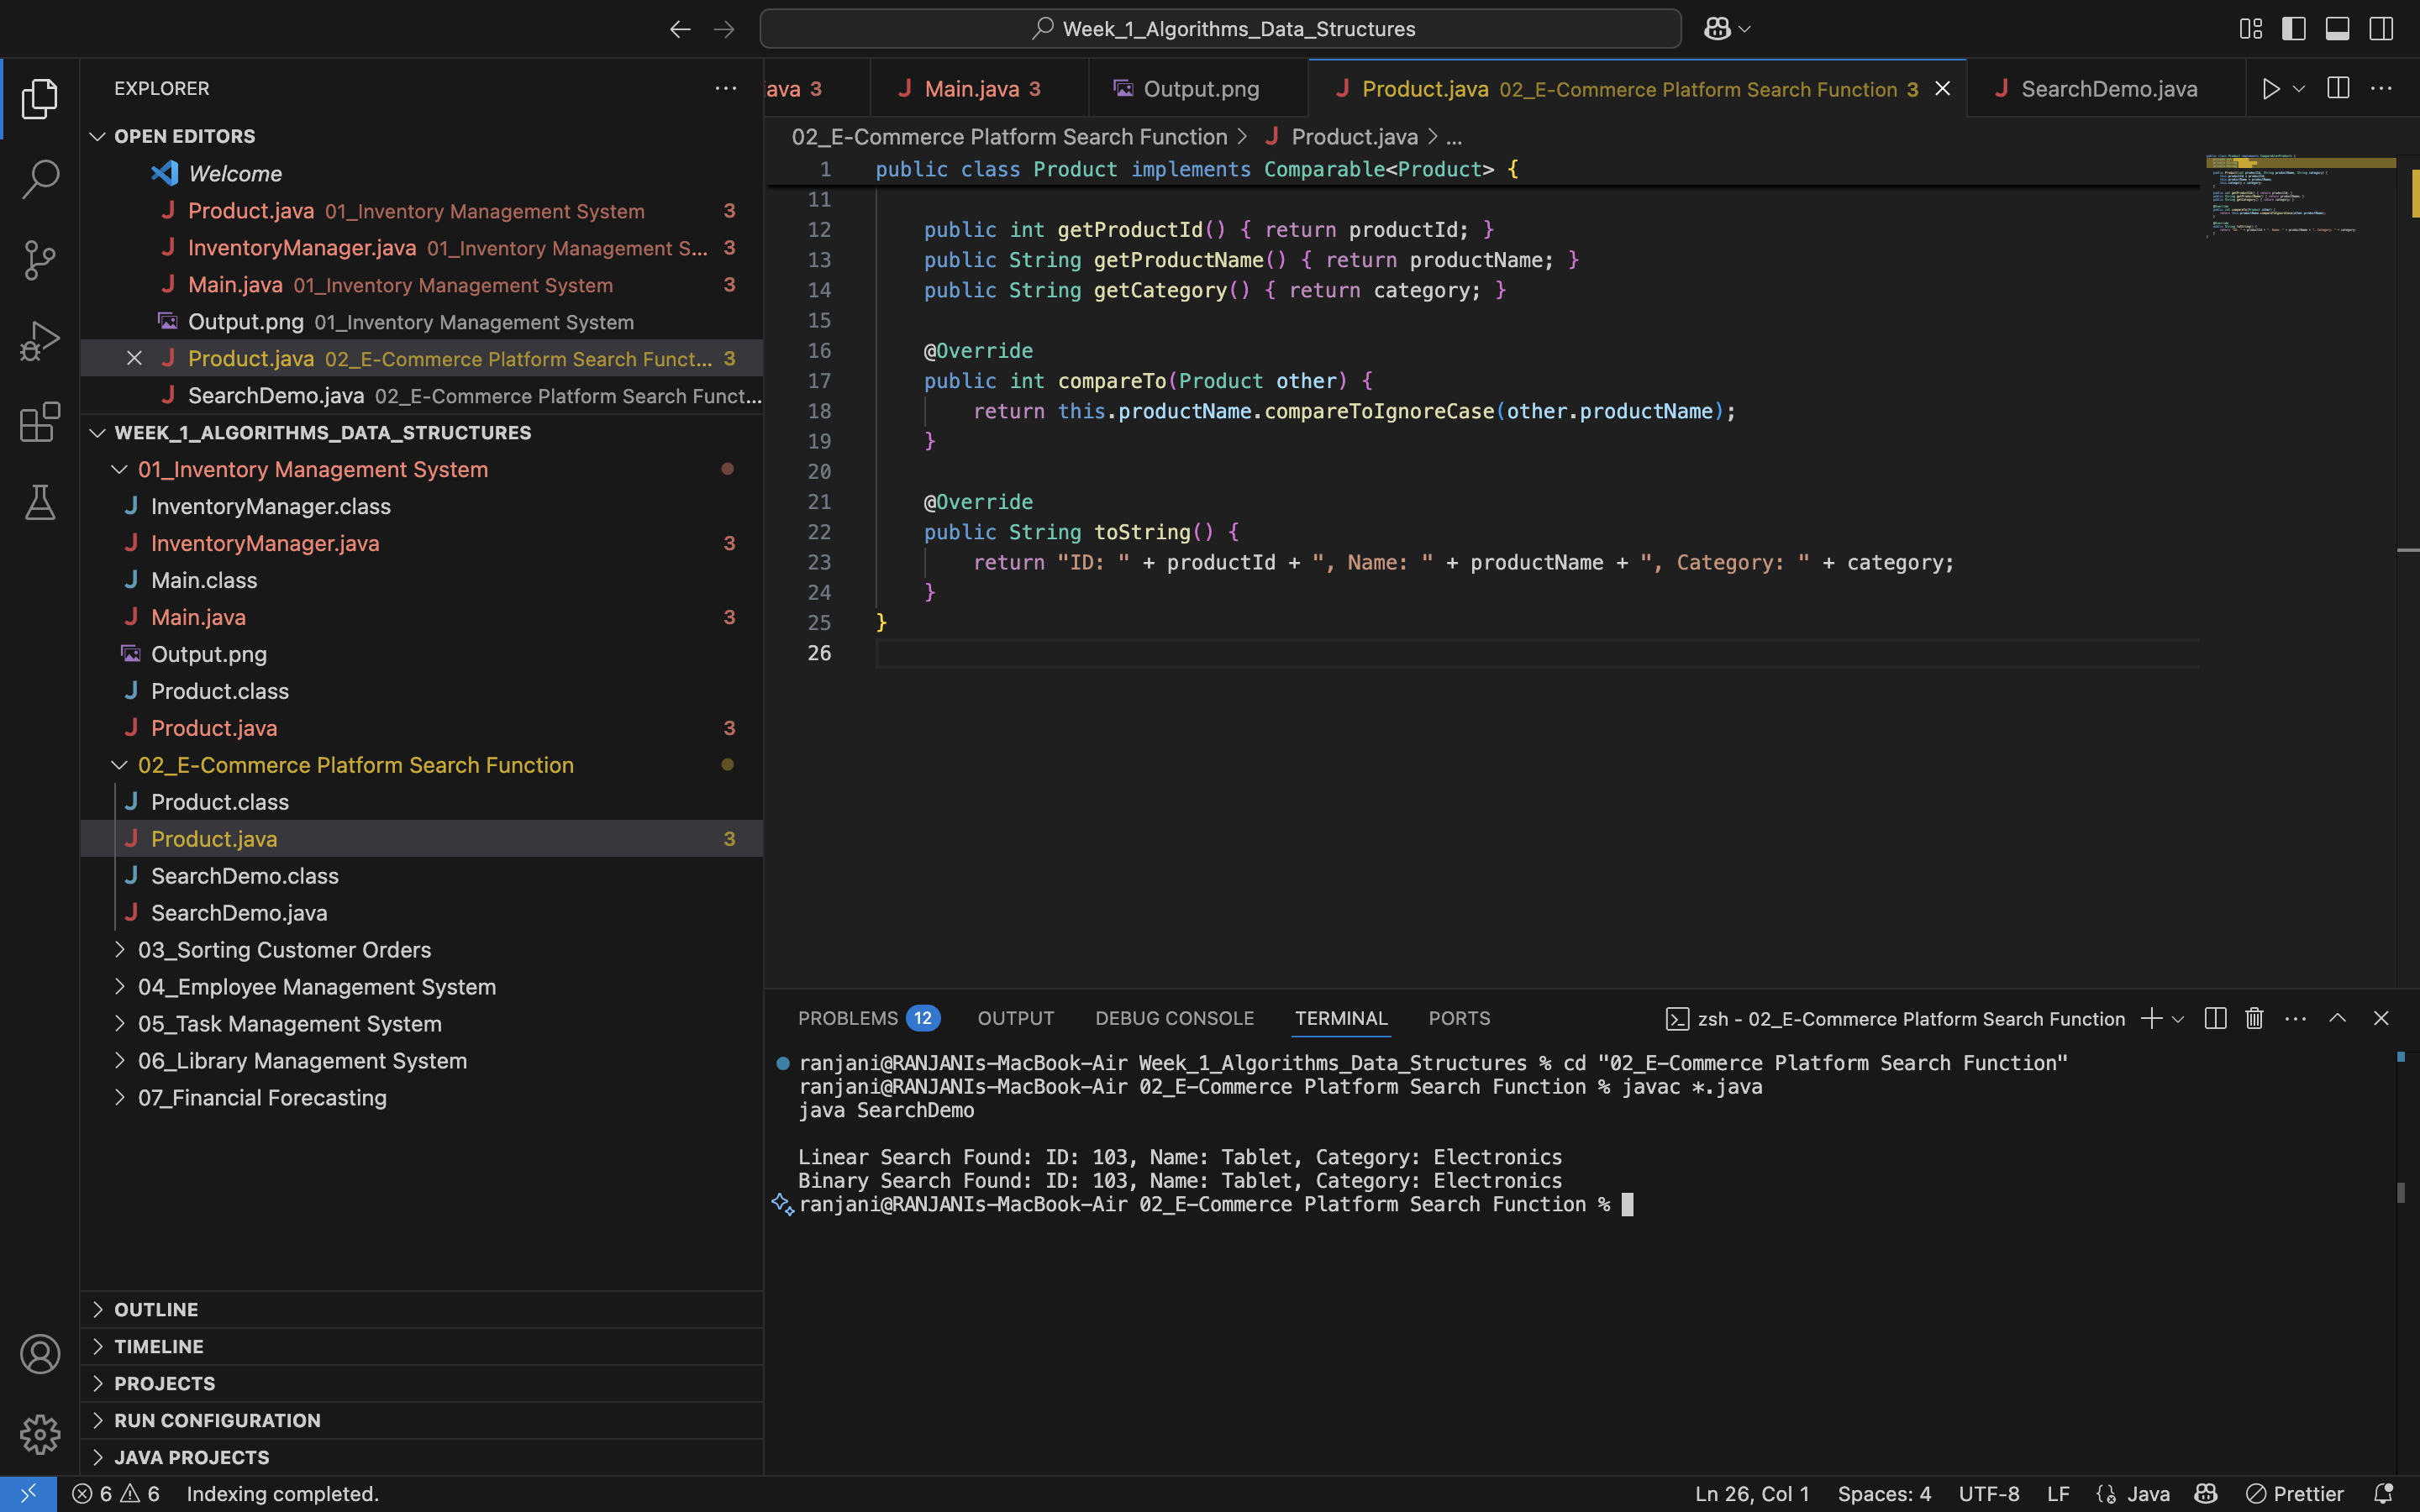 Week_1_Algorithms_Data_Structures
EXPLORER
OPEN EDITORS
Welcome
Product.java 01_Inventory Management System 3
InventoryManager.java 01_Inventory Management S... 3
Main.java 01_Inventory Management System 3
Output.png 01_Inventory Management System
Product.java 02_E-Commerce Platform Search Funct... 3
SearchDemo.java 02_E-Commerce Platform Search Funct...
WEEK_1_ALGORITHMS_DATA_STRUCTURES
01_Inventory Management System
InventoryManager.class
InventoryManager.java 3
Main.class
Main.java 3
Output.png
Product.class
Product.java 3
02_E-Commerce Platform Search Function
Product.class
Product.java 3
SearchDemo.class
SearchDemo.java
03_Sorting Customer Orders
04_Employee Management System
05_Task Management System
06_Library Management System
07_Financial Forecasting
OUTLINE
TIMELINE
PROJECTS
RUN CONFIGURATION
JAVA PROJECTS
ava 3 Main.java 3 Output.png Product.java 02_E-Commerce Platform Search Function 3 SearchDemo.java
02_E-Commerce Platform Search Function > Product.java > ...
1 public class Product implements Comparable<Product> {
11
12 public int getProductId() { return productId; }
13 public String getProductName() { return productName; }
14 public String getCategory() { return category; }
15
16 @Override
17 public int compareTo(Product other) {
18 return this.productName.compareToIgnoreCase(other.productName);
19 }
20
21 @Override
22 public String toString() {
23 return "ID: " + productId + ", Name: " + productName + ", Category: " + category;
24 }
25 }
26
PROBLEMS 12 OUTPUT DEBUG CONSOLE TERMINAL PORTS zsh - 02_E-Commerce Platform Search Function
ranjani@RANJANIs-MacBook-Air Week_1_Algorithms_Data_Structures % cd "02_E-Commerce Platform Search Function"
ranjani@RANJANIs-MacBook-Air 02_E-Commerce Platform Search Function % javac *.java
java SearchDemo
Linear Search Found: ID: 103, Name: Tablet, Category: Electronics
Binary Search Found: ID: 103, Name: Tablet, Category: Electronics
ranjani@RANJANIs-MacBook-Air 02_E-Commerce Platform Search Function %
6 6 Indexing completed. Ln 26, Col 1 Spaces: 4 UTF-8 LF Java Prettier